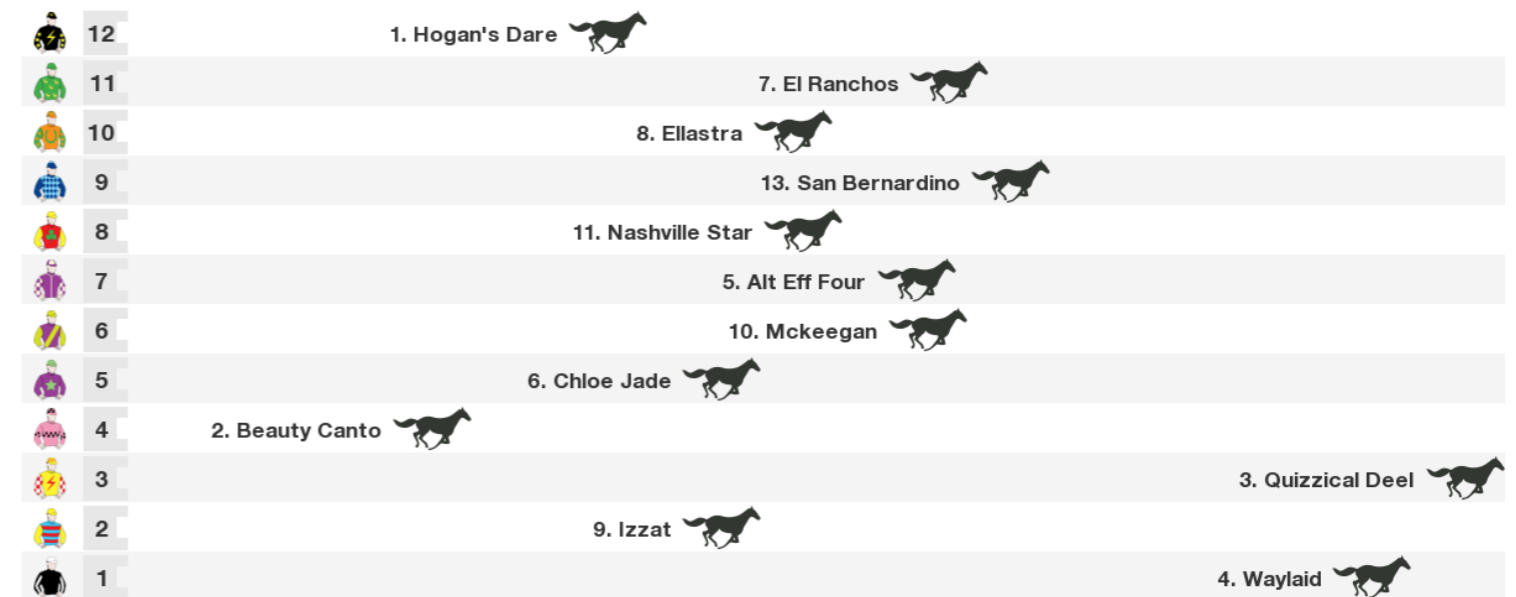 12 1. Hogan's Dare
11 7. El Ranchos
10 8. Ellastra
9 13. San Bernardino
8 11. Nashville Star
7 5. Alt Eff Four
6 10. Mckeegan
5 6. Chloe Jade
4 2. Beauty Canto
3 3. Quizzical Deel
2 9. Izzat
1 4. Waylaid